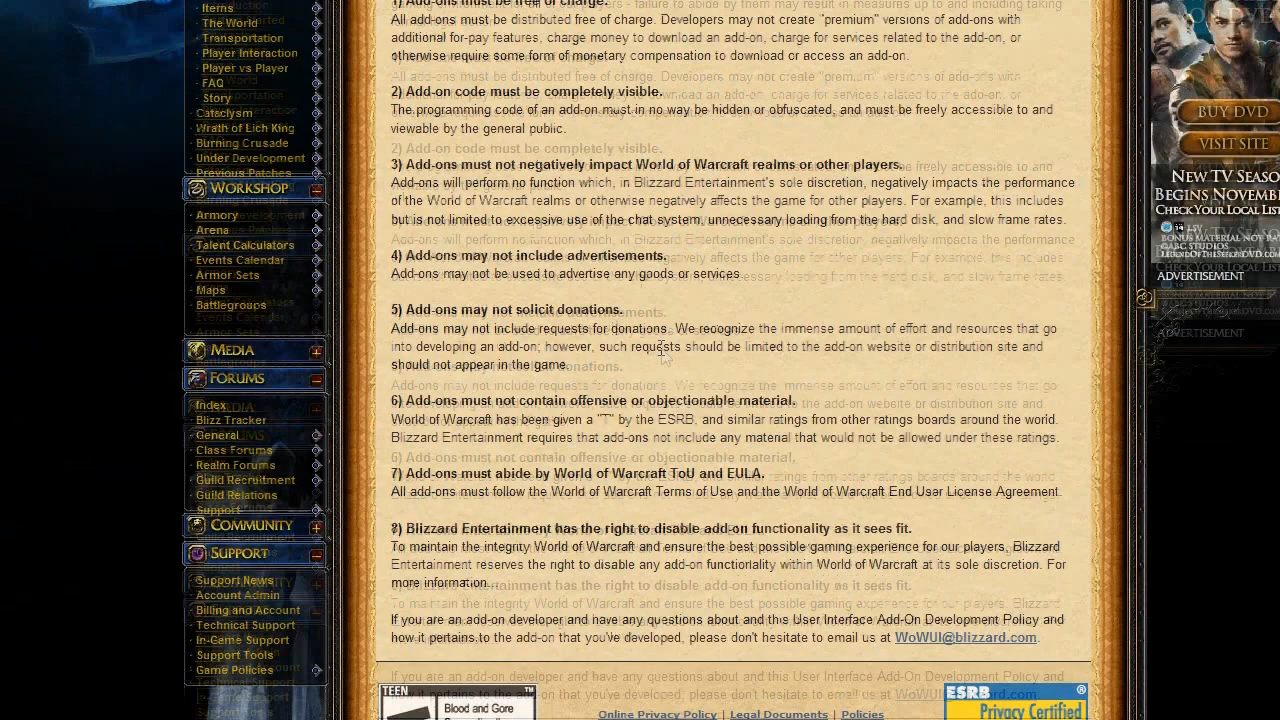 Items
The World
Transportation
Player Interaction
Player vs Player
FAQ
Story
Cataclysm
Wrath of Lich King
Burning Crusade
Under Development
Previous Patches
WORKSHOP
Armory
Arena
Talent Calculators
Events Calendar
Armor Sets
Maps
Battlegroups
MEDIA
FORUMS
Index
Blizz Tracker
General
Class Forums
Realm Forums
Guild Recruitment
Guild Relations
Support
COMMUNITY
SUPPORT
Support News
Account Admin
Billing and Account
Technical Support
In-Game Support
Support Tools
Game Policies
1) Add-ons must be free of charge.
All add-ons must be distributed free of charge. Developers may not create "premium" versions of add-ons with
additional for-pay features, charge money to download an add-on, charge for services related to the add-on, or
otherwise require some form of monetary compensation to download or access an add-on.
2) Add-on code must be completely visible.
The programming code of an add-on must in no way be hidden or obfuscated, and must be freely accessible to and
viewable by the general public.
3) Add-ons must not negatively impact World of Warcraft realms or other players.
Add-ons will perform no function which, in Blizzard Entertainment's sole discretion, negatively impacts the performance
of the World of Warcraft realms or otherwise negatively affects the game for other players. For example, this includes
but is not limited to excessive use of the chat system, unnecessary loading from the hard disk, and slow frame rates.
4) Add-ons may not include advertisements.
Add-ons may not be used to advertise any goods or services.
5) Add-ons may not solicit donations.
Add-ons may not include requests for donations. We recognize the immense amount of effort and resources that go
into developing an add-on; however, such requests should be limited to the add-on website or distribution site and
should not appear in the game.
6) Add-ons must not contain offensive or objectionable material.
World of Warcraft has been given a "T" by the ESRB, and similar ratings from other ratings boards around the world.
Blizzard Entertainment requires that add-ons not include any material that would not be allowed under these ratings.
7) Add-ons must abide by World of Warcraft ToU and EULA.
All add-ons must follow the World of Warcraft Terms of Use and the World of Warcraft End User License Agreement.
8) Blizzard Entertainment has the right to disable add-on functionality as it sees fit.
To maintain the integrity World of Warcraft and ensure the best possible gaming experience for our players, Blizzard
Entertainment reserves the right to disable any add-on functionality within World of Warcraft at its sole discretion. For
more information...
If you are an add-on developer and have any questions about and this User Interface Add-On Development Policy and
how it pertains to the add-on that you've developed, please don't hesitate to email us at WoWUI@blizzard.com.
TEEN ™
Blood and Gore
Online Privacy Policy | Legal Documents | Policies
ESRB ®
Privacy Certified
BUY DVD
VISIT SITE
NEW TV SEASO
BEGINS NOVEMBE
CHECK YOUR LOCAL LIS
ABC STUDIOS
ADVERTISEMENT
ADVERTISEMENT